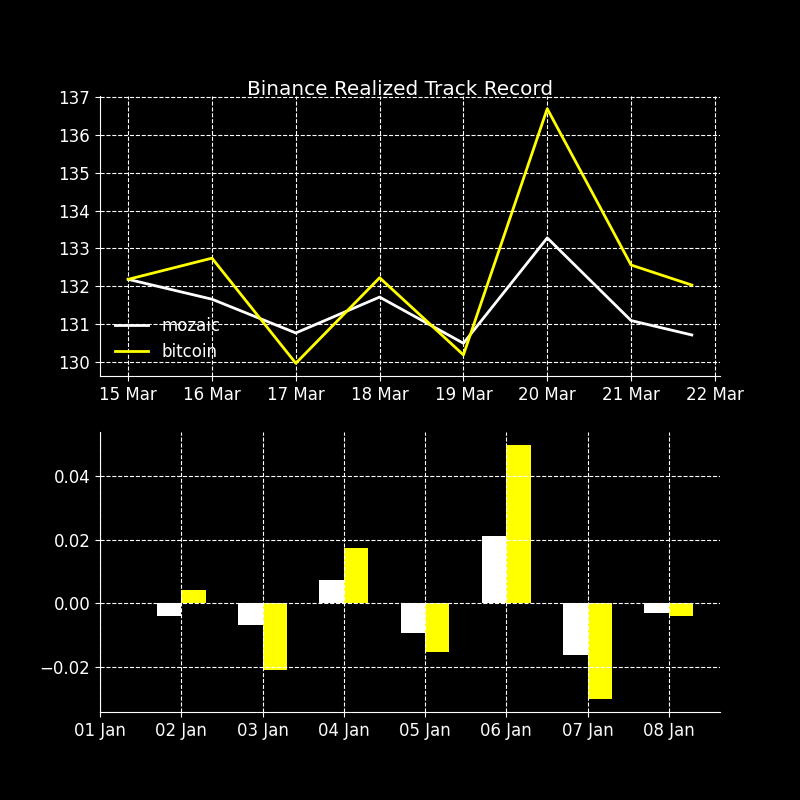 Binance Realized Track Record
137
136
135
134
133
132
131
130
mozaic
bitcoin
15 Mar 16 Mar 17 Mar 18 Mar 19 Mar 20 Mar 21 Mar 22 Mar
0.04
0.02
0.00
−0.02
01 Jan 02 Jan 03 Jan 04 Jan 05 Jan 06 Jan 07 Jan 08 Jan